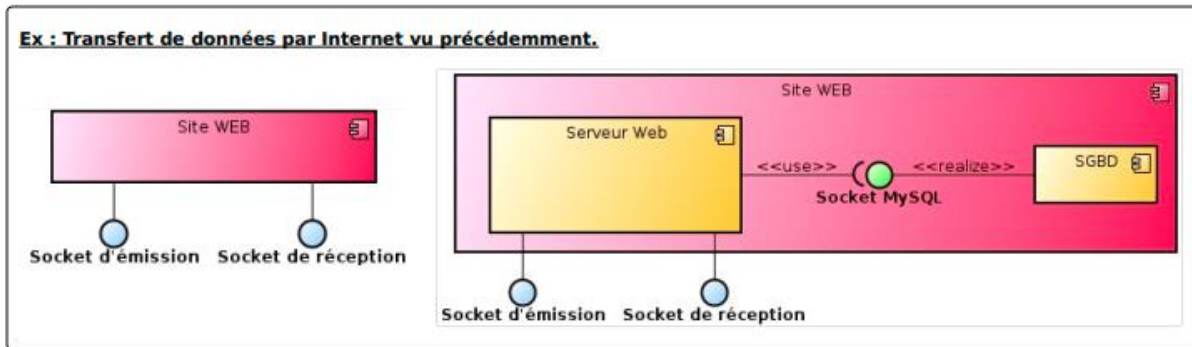 Ex : Transfert de données par Internet vu précédemment.
Site WEB
Socket d'émission
Socket de réception
Site WEB
Serveur Web
<<use>>
<<realize>>
SGBD
Socket MySQL
Socket d'émission
Socket de réception